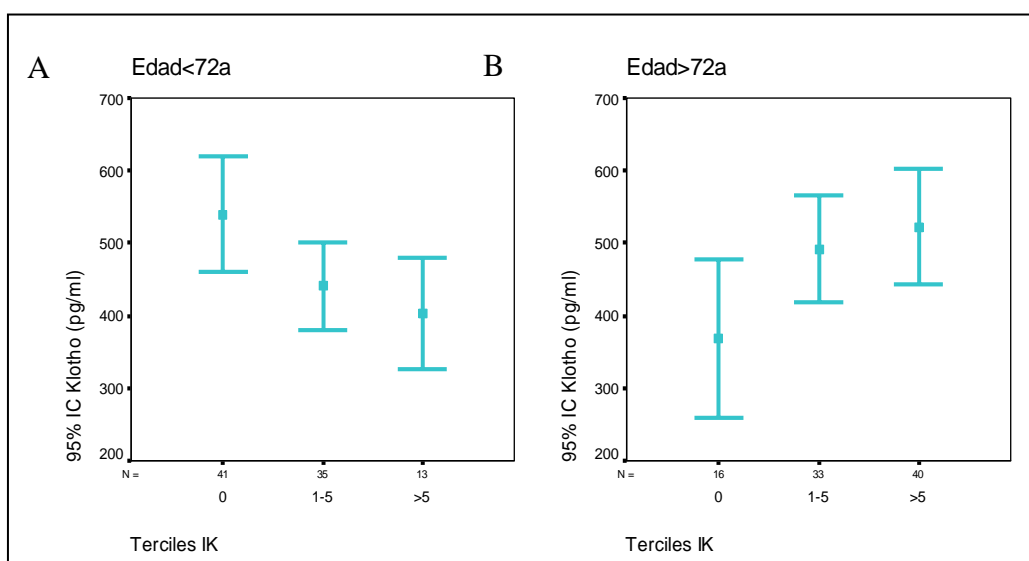 A
Edad<72a
700
600
500
400
300
200
95% IC Klotho (pg/ml)
N = 41 35 13
0 1-5 >5
Terciles IK
B
Edad>72a
700
600
500
400
300
200
95% IC Klotho (pg/ml)
N = 16 33 40
0 1-5 >5
Terciles IK